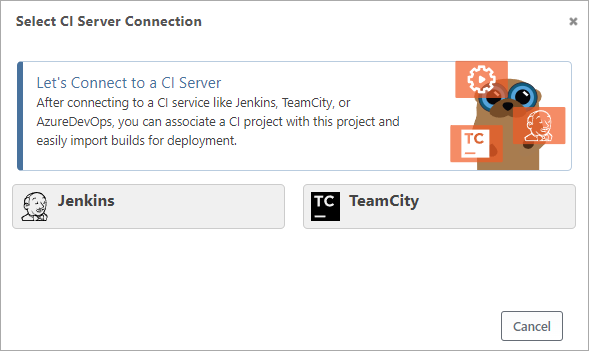 Select CI Server Connection
Let's Connect to a CI Server
After connecting to a CI service like Jenkins, TeamCity, or
AzureDevOps, you can associate a CI project with this project and
easily import builds for deployment.
TC
Jenkins
TC
TeamCity
Cancel